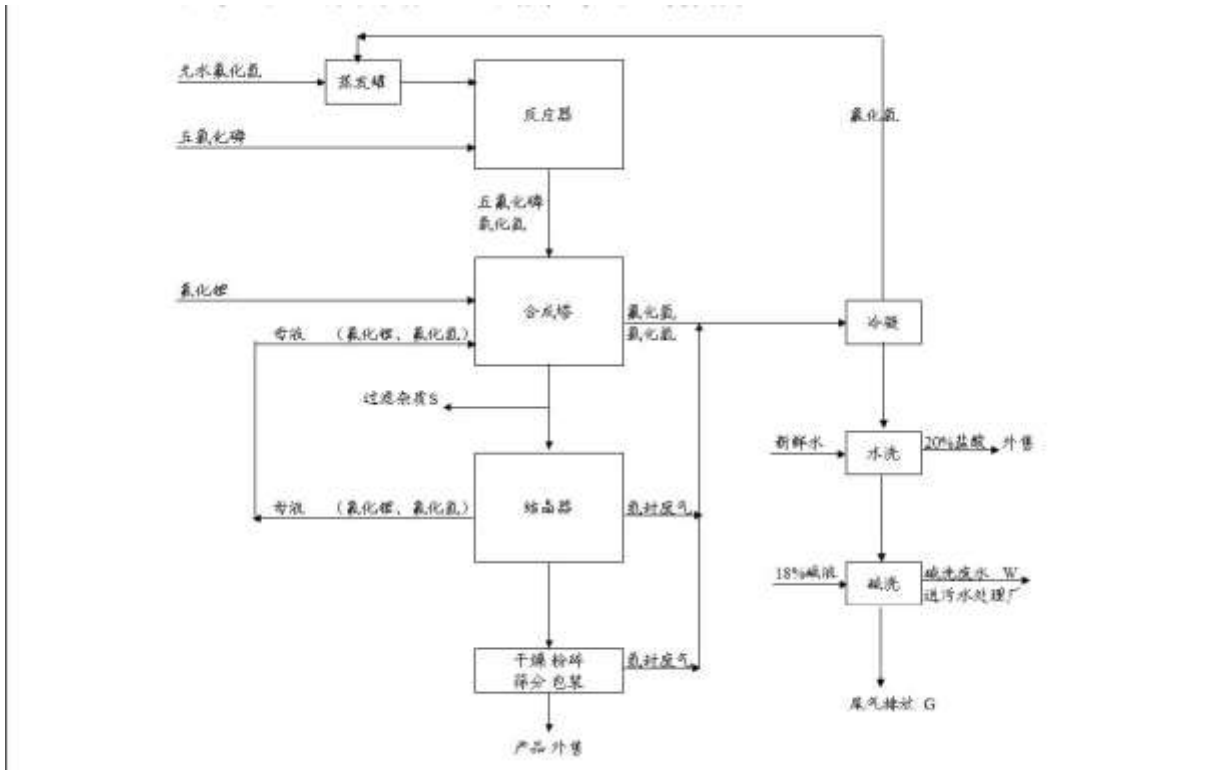 无水氟化氢
蒸发罐
反应器
氟化氢
五氯化磷
五氟化磷
氯化氢
氟化锂
合成塔
氟化氢
氯化氢
冷凝
母液 （氟化锂、氟化氢）
过滤杂质S
新鲜水
水洗
20%盐酸
外售
母液 （氟化锂、氟化氢）
结晶器
氮封废气
18%碱液
碱洗
碱洗废水 W
进污水处理厂
干燥 粉碎
筛分 包装
氮封废气
尾气排放 G
产品外售